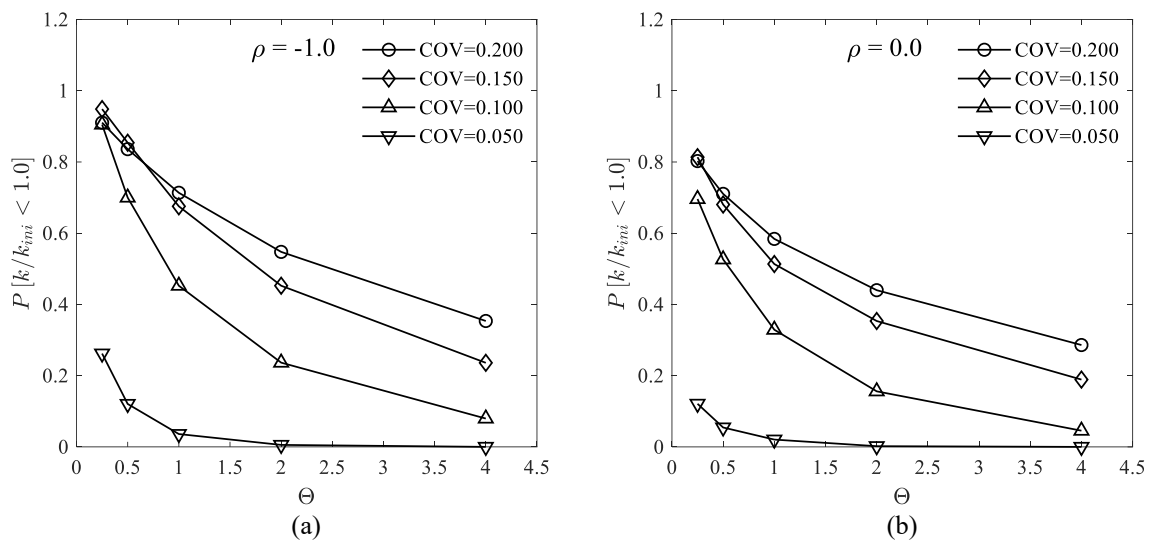 1.2
1
0.8
0.6
0.4
0.2
0
P [k/k_{ini} < 1.0]
ρ = -1.0
COV=0.200
COV=0.150
COV=0.100
COV=0.050
0 0.5 1 1.5 2 2.5 3 3.5 4 4.5
Θ
(a)
1.2
1
0.8
0.6
0.4
0.2
0
P [k/k_{ini} < 1.0]
ρ = 0.0
COV=0.200
COV=0.150
COV=0.100
COV=0.050
0 0.5 1 1.5 2 2.5 3 3.5 4 4.5
Θ
(b)